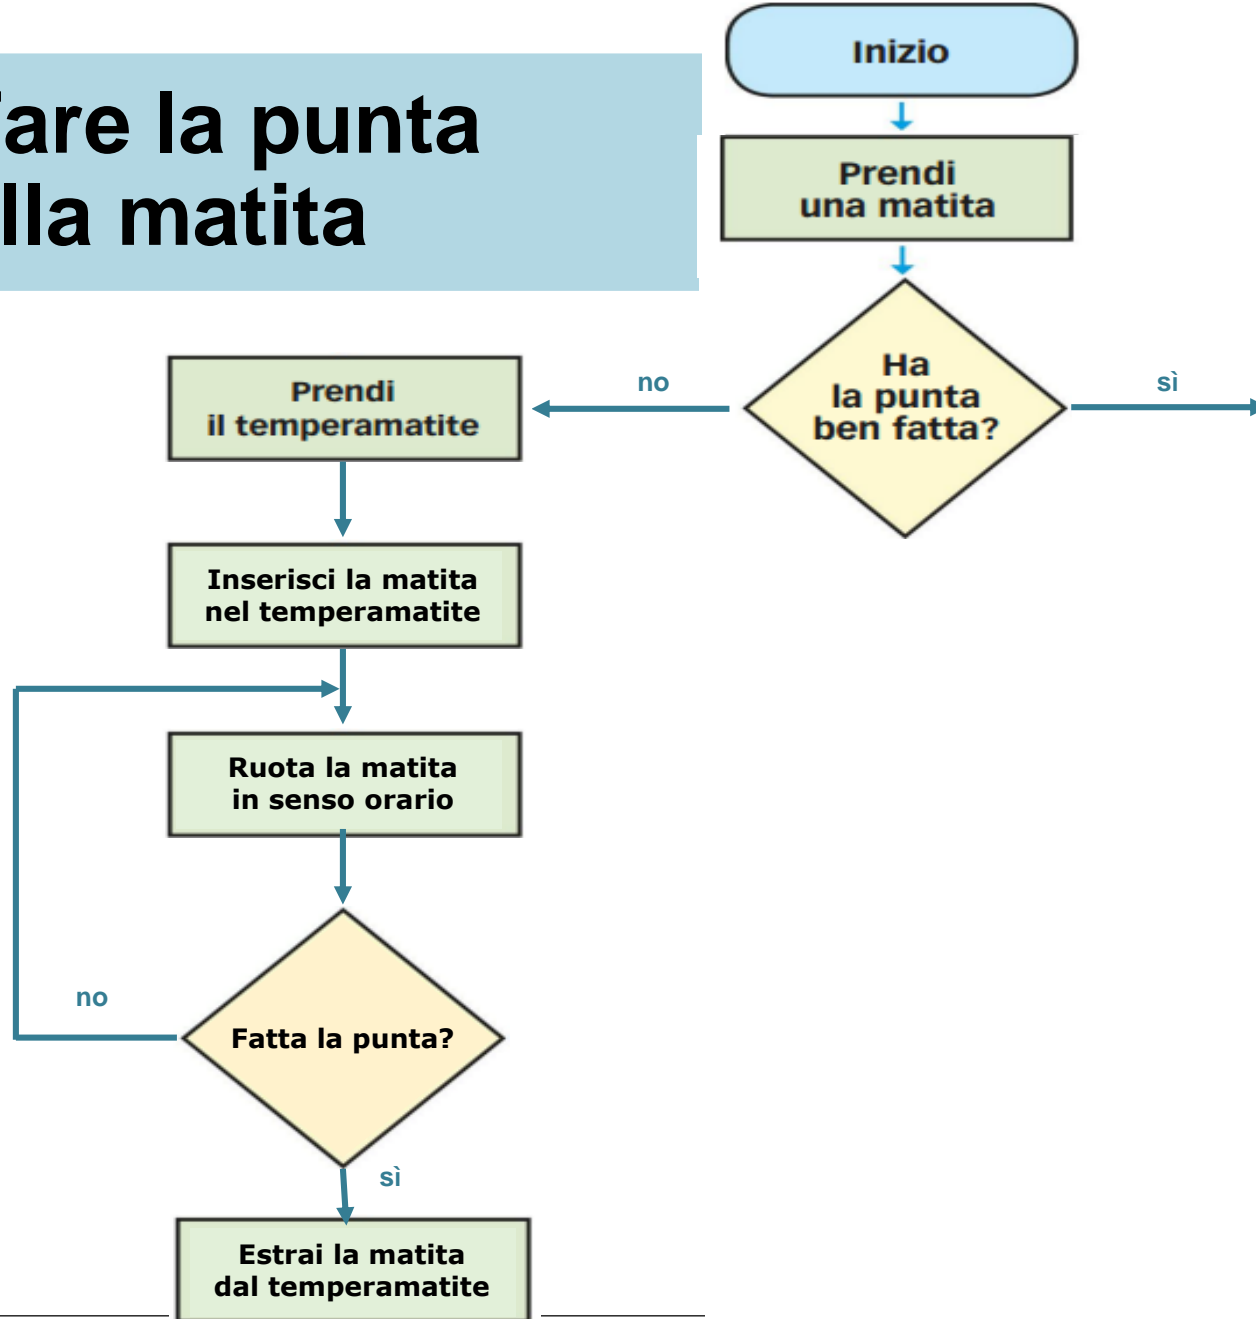 are la punta
lla matita
Inizio
Prendi
una matita
Ha
la punta
ben fatta?
no
sì
Prendi
il temperamatite
Inserisci la matita
nel temperamatite
Ruota la matita
in senso orario
no
Fatta la punta?
sì
Estrai la matita
dal temperamatite